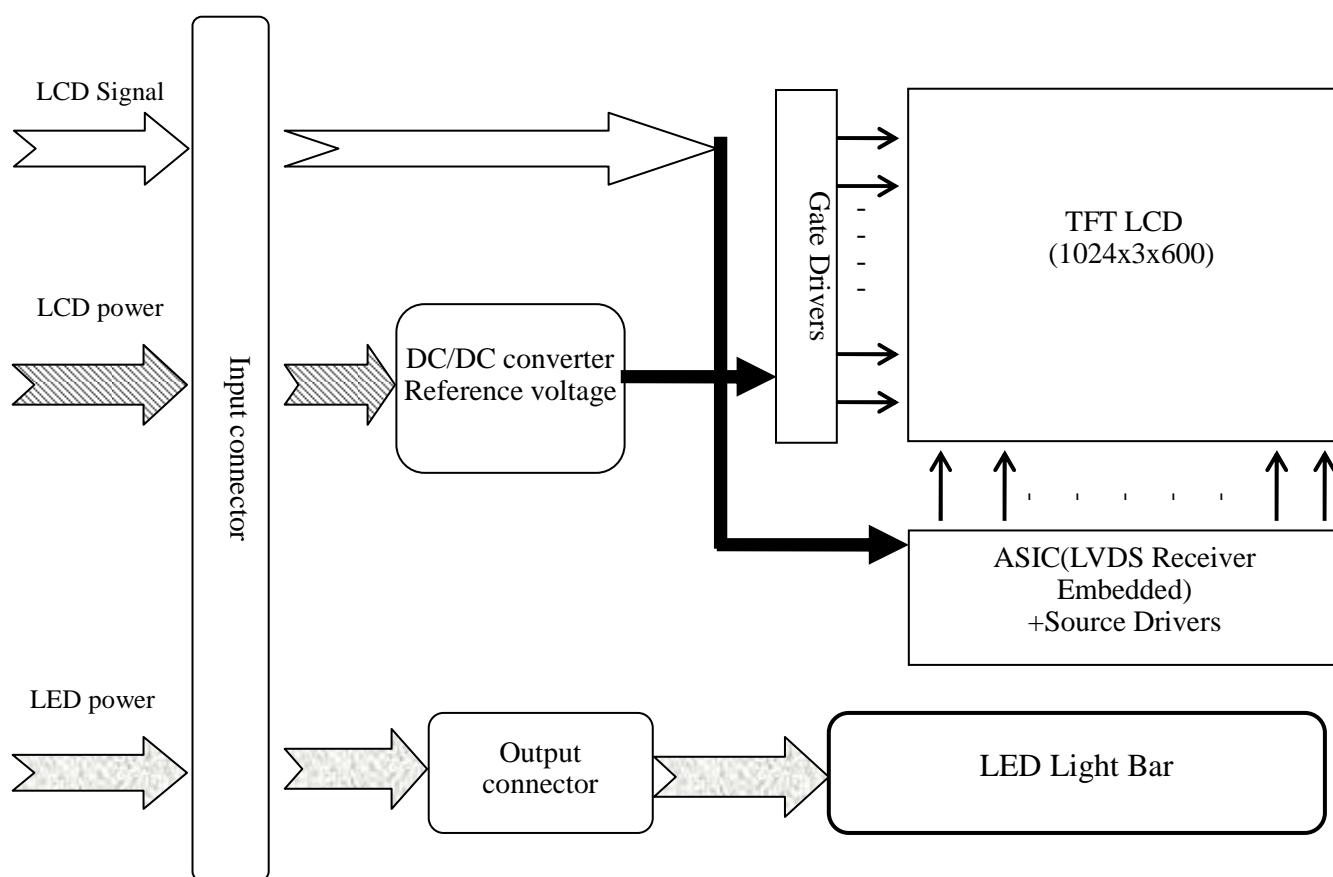 LCD Signal
LCD power
LED power
Input connector
DC/DC converter
Reference voltage
Gate Drivers
TFT LCD
(1024x3x600)
ASIC(LVDS Receiver
Embedded)
+Source Drivers
Output
connector
LED Light Bar